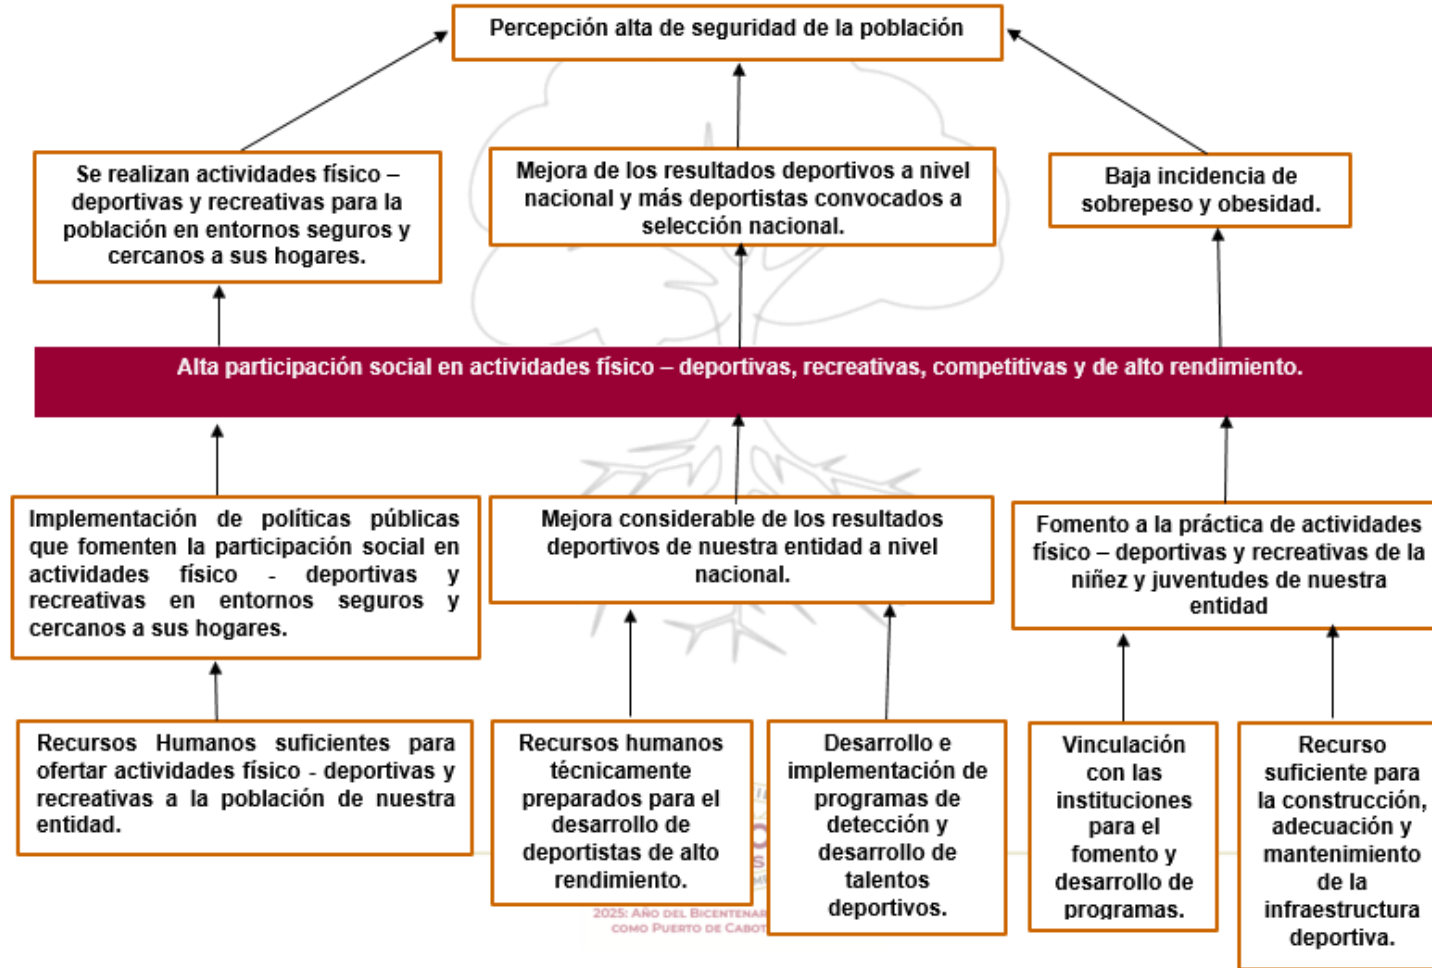 Percepción alta de seguridad de la población
Se realizan actividades físico –
deportivas y recreativas para la
población en entornos seguros y
cercanos a sus hogares.
Mejora de los resultados deportivos a nivel
nacional y más deportistas convocados a
selección nacional.
Baja incidencia de
sobrepeso y obesidad.
Alta participación social en actividades físico – deportivas, recreativas, competitivas y de alto rendimiento.
Implementación de políticas públicas
que fomenten la participación social en
actividades físico - deportivas y
recreativas en entornos seguros y
cercanos a sus hogares.
Mejora considerable de los resultados
deportivos de nuestra entidad a nivel
nacional.
Fomento a la práctica de actividades
físico – deportivas y recreativas de la
niñez y juventudes de nuestra
entidad
Recursos Humanos suficientes para
ofertar actividades físico - deportivas y
recreativas a la población de nuestra
entidad.
Recursos humanos
técnicamente
preparados para el
desarrollo de
deportistas de alto
rendimiento.
Desarrollo e
implementación de
programas de
detección y
desarrollo de
talentos
deportivos.
Vinculación
con las
instituciones
para el
fomento y
desarrollo de
programas.
Recurso
suficiente para
la construcción,
adecuación y
mantenimiento
de la
infraestructura
deportiva.
2025: AÑO DEL BICENTENAR
COMO PUERTO DE CABOT